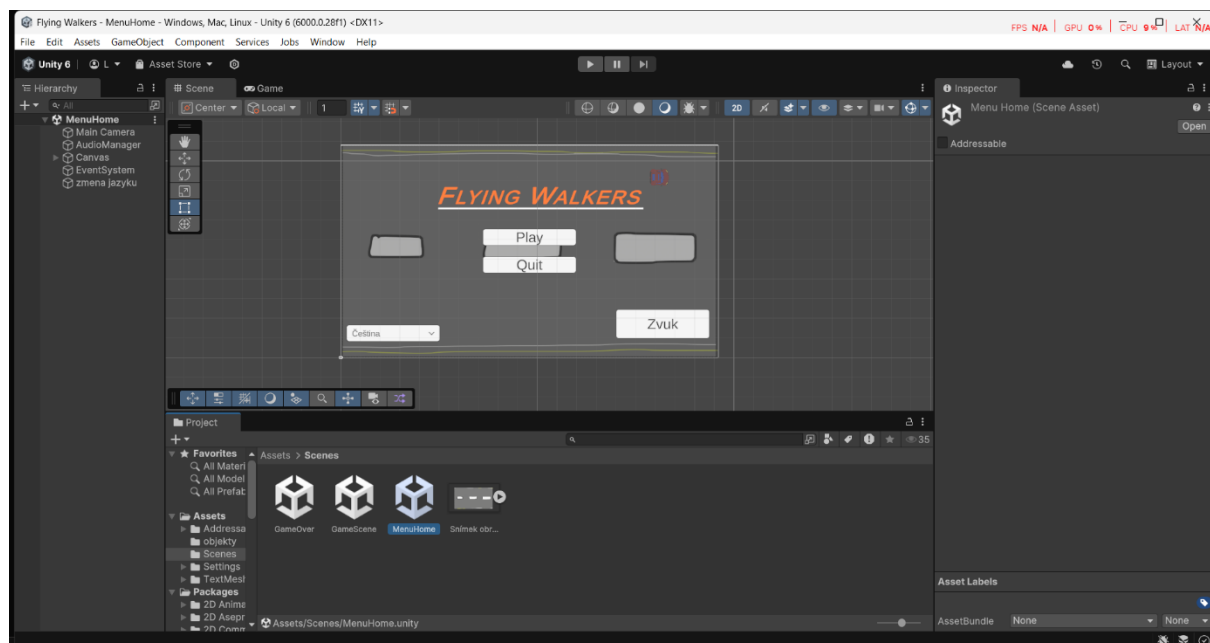 Flying Walkers - MenuHome - Windows, Mac, Linux - Unity 6 (6000.0.28f1) <DX11>
FPS N/A GPU 0% CPU 9% LAT N/A
File Edit Assets GameObject Component Services Jobs Window Help
Unity 6 L Asset Store Layout
Hierarchy
All
MenuHome
Main Camera
AudioManager
Canvas
EventSystem
zmena jazyku
Scene Game
Center Local 1 2D
FLYING WALKERS
Play
Quit
Zvuk
Čeština
Inspector
Menu Home (Scene Asset)
Open
Addressable
Project
35
Favorites
All Materi
All Model
All Prefab
Assets
Addressa
objekty
Scenes
Settings
TextMesh
Packages
2D Anima
2D Asepr
2D Comm
Assets > Scenes
GameOver GameScene MenuHome Snímek obr...
Assets/Scenes/MenuHome.unity
Asset Labels
AssetBundle None None